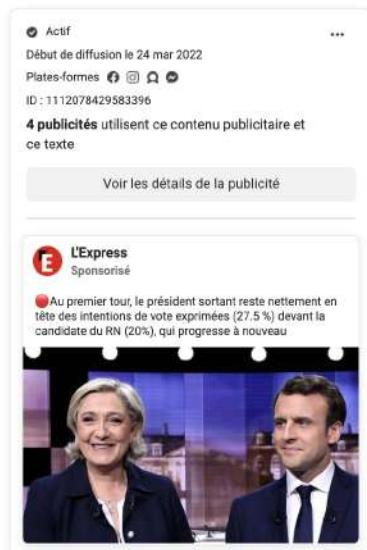 Actif
Début de diffusion le 24 mar 2022
Plates-formes
ID : 1112078429583396
4 publicités utilisent ce contenu publicitaire et
ce texte
Voir les détails de la publicité
L'Express
Sponsorisé
🔴Au premier tour, le président sortant reste nettement en
tête des intentions de vote exprimées (27.5 %) devant la
candidate du RN (20%), qui progresse à nouveau